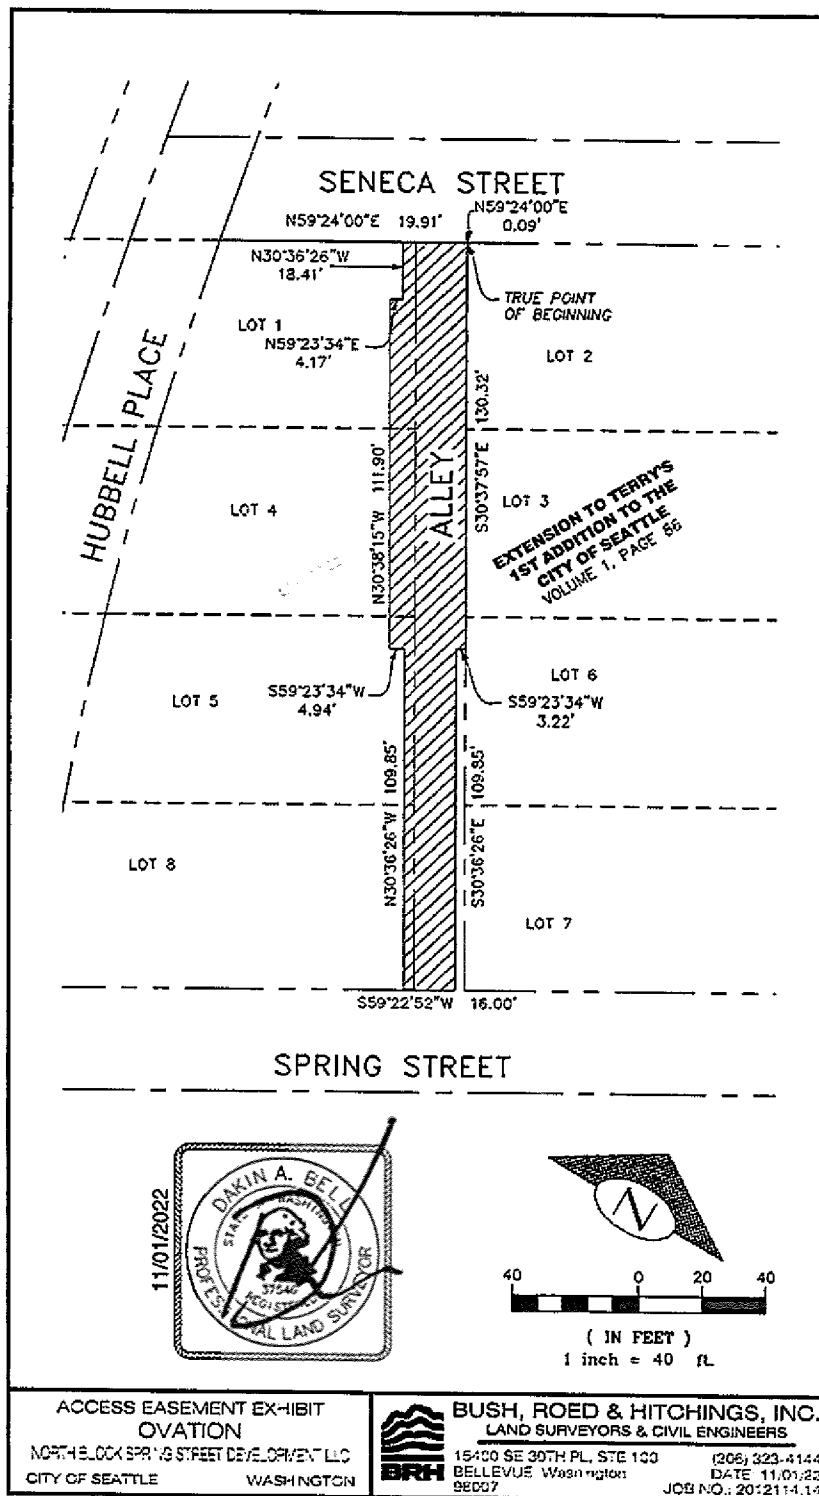 SENECA STREET
N59°24'00"E 19.91'
N59°24'00"E
0.09'
N30°36'26"W
18.41'
TRUE POINT
OF BEGINNING
LOT 1
N59°23'34"E
4.17'
LOT 2
HUBBELL PLACE
130.32'
S30°37'57"E
ALLEY
111.90'
N30°38'15"W
LOT 4
LOT 3
EXTENSION TO TERRY'S
1ST ADDITION TO THE
CITY OF SEATTLE
VOLUME 1, PAGE 86
LOT 5
S59°23'34"W
4.94'
LOT 6
S59°23'34"W
3.22'
N30°36'26"W 109.85'
S30°36'26"E 109.85'
LOT 8
LOT 7
S59°22'52"W 16.00'
SPRING STREET
11/01/2022
DAKIN A. BELL
STATE WASHINGTON
37546
REGISTERED
PROFESSIONAL LAND SURVEYOR
N
40 0 20 40
( IN FEET )
1 inch = 40 ft.
ACCESS EASEMENT EXHIBIT
OVATION
NORTH BLOCK SPRING STREET DEVELOPMENT LLC
CITY OF SEATTLE WASHINGTON
BRH
BUSH, ROED & HITCHINGS, INC.
LAND SURVEYORS & CIVIL ENGINEERS
15400 SE 30TH PL, STE 100 (206) 323-4144
BELLEVUE, Washington DATE 11/01/22
98007 JOB NO.: 2012114.14